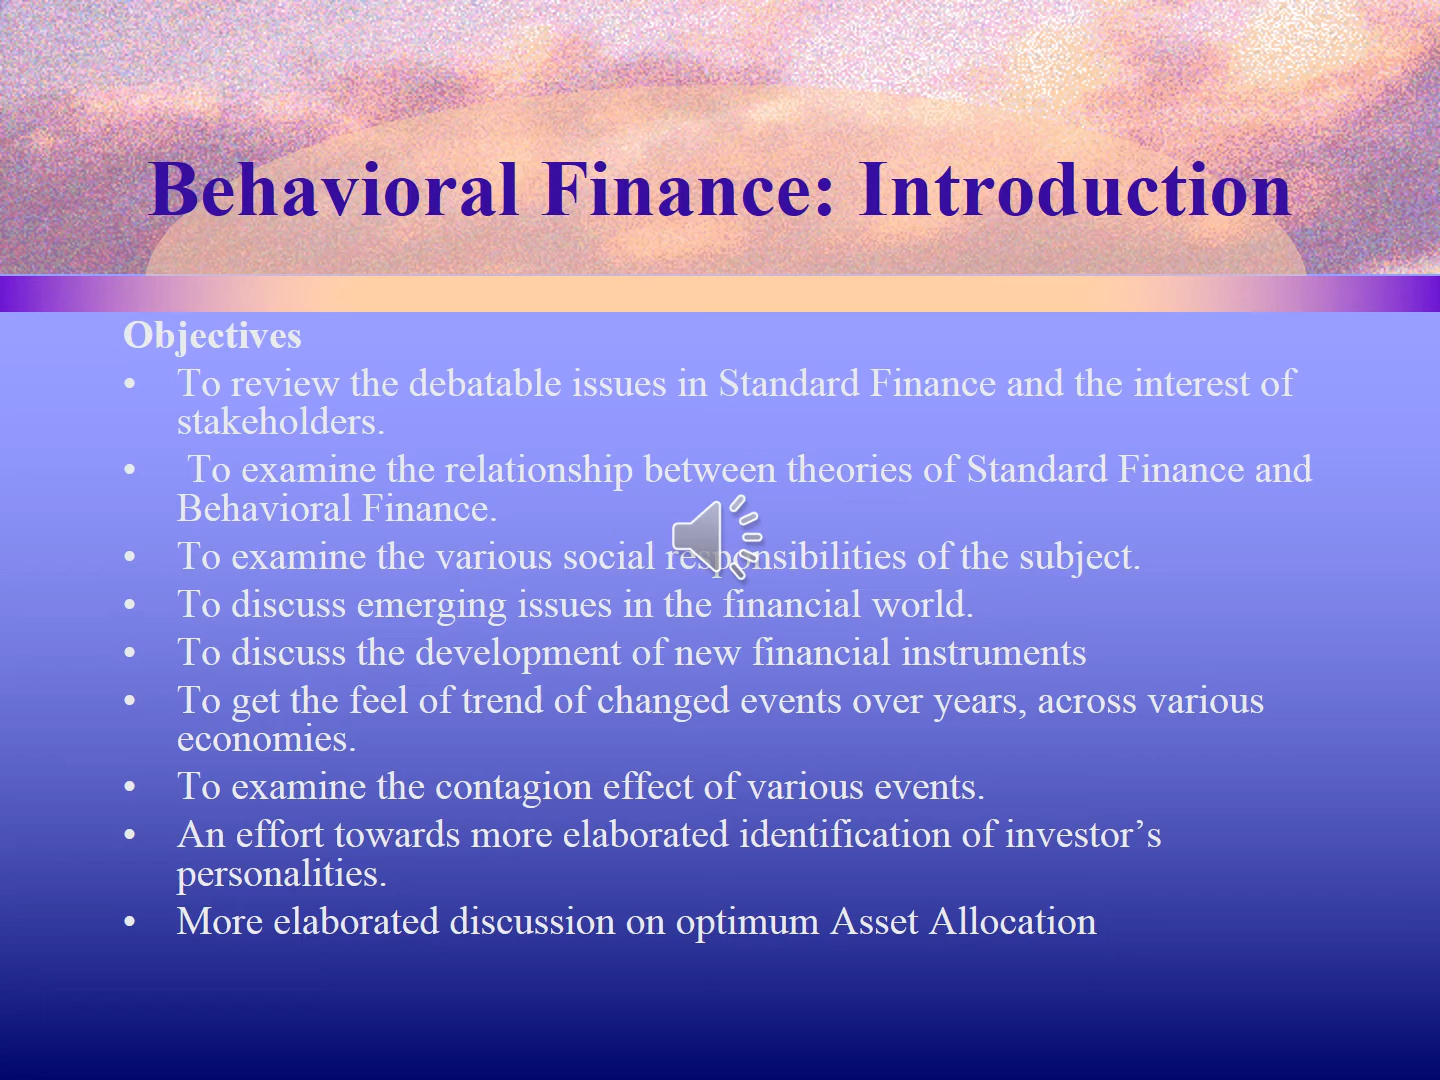 Behavioral Finance: Introduction
Objectives
• To review the debatable issues in Standard Finance and the interest of
stakeholders.
• To examine the relationship between theories of Standard Finance and
Behavioral Finance.
• To examine the various social responsibilities of the subject.
• To discuss emerging issues in the financial world.
• To discuss the development of new financial instruments
• To get the feel of trend of changed events over years, across various
economies.
• To examine the contagion effect of various events.
• An effort towards more elaborated identification of investor’s
personalities.
• More elaborated discussion on optimum Asset Allocation